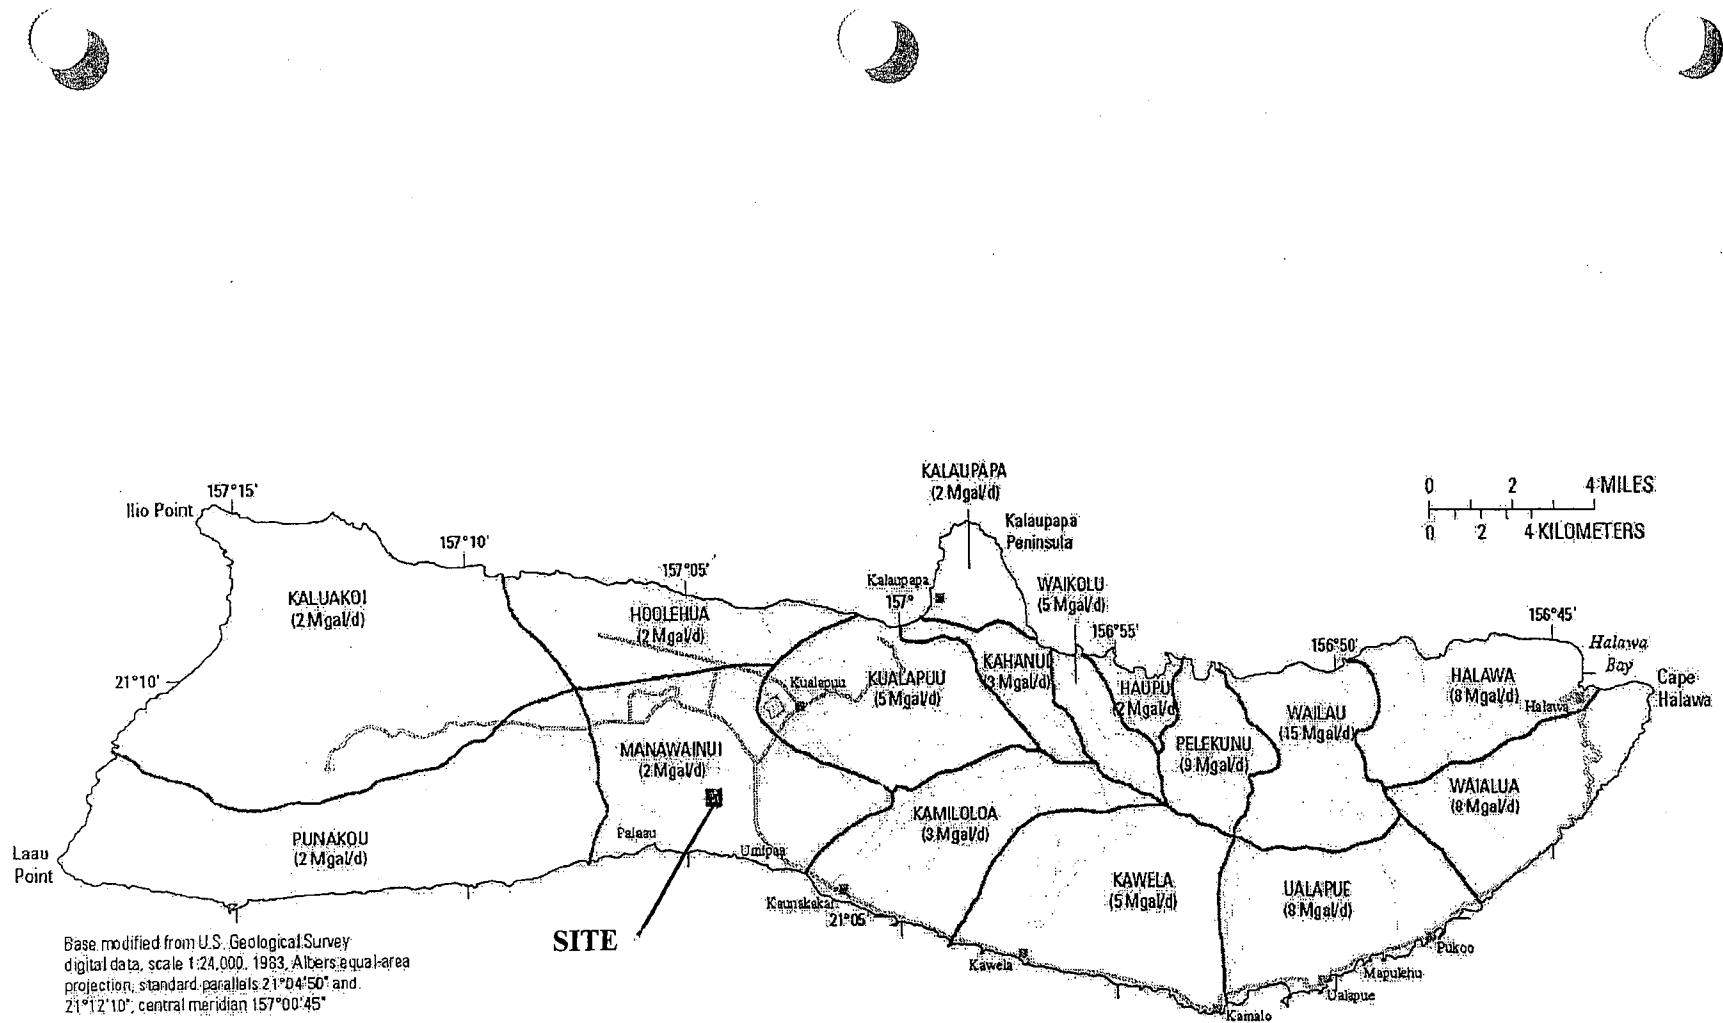 KALAUPAPA
(2 Mgal/d)
Kalaupapa
Peninsula
0 2 4 MILES
0 2 4 KILOMETERS
157°15'
Ilio Point
157°10'
157°05'
Kalaupapa
157°
WAIKOLU
(5 Mgal/d)
156°55'
156°50'
156°45'
Halawa
Bay
Cape
Halawa
KALUAKOI
(2 Mgal/d)
HOOLEHUA
(2 Mgal/d)
21°10'
Kualapuu
KUALAPUU
(5 Mgal/d)
KAHANUI
(3 Mgal/d)
HAUPU
(2 Mgal/d)
PELEKUNU
(9 Mgal/d)
WAILAU
(15 Mgal/d)
HALAWA
(8 Mgal/d)
Halawa
MANAWAINUI
(2 Mgal/d)
WAIALUA
(8 Mgal/d)
KAMILOLOA
(3 Mgal/d)
PUNAKOU
(2 Mgal/d)
Laau
Point
Palaau
Umipaa
Kaunakakai
21°05'
KAWELA
(5 Mgal/d)
UALAPUE
(8 Mgal/d)
SITE
Kawela
Pukoo
Mapulehu
Ualapue
Kamalo
Base modified from U.S. Geological Survey
digital data, scale 1:24,000, 1983, Albers equal-area
projection, standard parallels 21°04'50" and
21°12'10", central meridian 157°00'45"